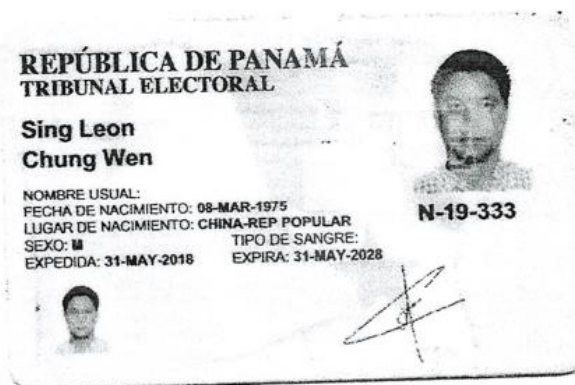 REPÚBLICA DE PANAMÁ
TRIBUNAL ELECTORAL
Sing Leon
Chung Wen
NOMBRE USUAL:
FECHA DE NACIMIENTO: 08-MAR-1975
LUGAR DE NACIMIENTO: CHINA-REP POPULAR
SEXO: M TIPO DE SANGRE:
EXPEDIDA: 31-MAY-2018 EXPIRA: 31-MAY-2028
N-19-333